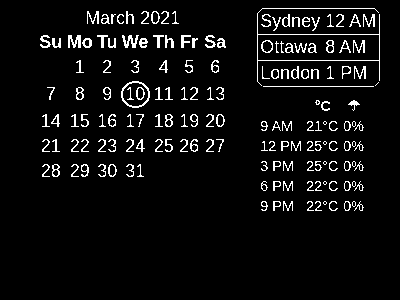 March 2021
Su Mo Tu We Th Fr Sa
1 2 3 4 5 6
7 8 9 10 11 12 13
14 15 16 17 18 19 20
21 22 23 24 25 26 27
28 29 30 31
Sydney 12 AM
Ottawa 8 AM
London 1 PM
°C ☂
9 AM 21°C 0%
12 PM 25°C 0%
3 PM 25°C 0%
6 PM 22°C 0%
9 PM 22°C 0%